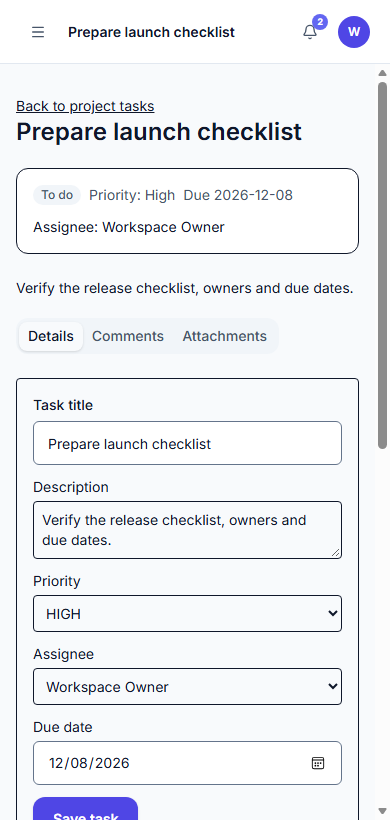 Prepare launch checklist
2
W
Back to project tasks
Prepare launch checklist
To do Priority: High Due 2026-12-08
Assignee: Workspace Owner
Verify the release checklist, owners and due dates.
Details Comments Attachments
Task title
Prepare launch checklist
Description
Verify the release checklist, owners and
due dates.
Priority
HIGH
Assignee
Workspace Owner
Due date
12/08/2026
Save task